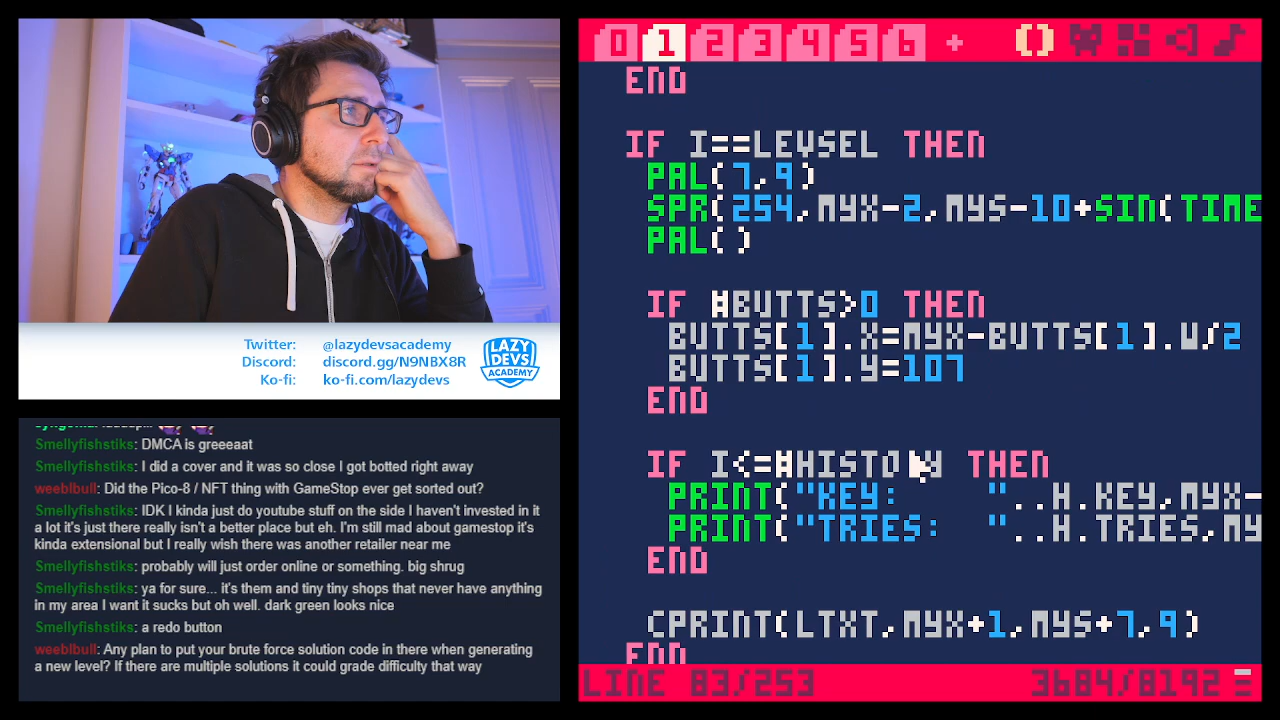 Twitter: @lazydevsacademy
Discord: discord.gg/N9NBX8R
Ko-fi: ko-fi.com/lazydevs
LAZY
DEVS
ACADEMY
Smellyfishstiks: DMCA is greeeaat
Smellyfishstiks: I did a cover and it was so close I got botted right away
weeblbull: Did the Pico-8 / NFT thing with GameStop ever get sorted out?
Smellyfishstiks: IDK I kinda just do youtube stuff on the side I haven't invested in it
a lot it's just there really isn't a better place but eh. I'm still mad about gamestop it's
kinda extensional but I really wish there was another retailer near me
Smellyfishstiks: probably will just order online or something. big shrug
Smellyfishstiks: ya for sure... it's them and tiny tiny shops that never have anything
in my area I want it sucks but oh well. dark green looks nice
Smellyfishstiks: a redo button
weeblbull: Any plan to put your brute force solution code in there when generating
a new level? If there are multiple solutions it could grade difficulty that way
0 1 2 3 4 5 6 + ()
END
IF I==LEVSEL THEN
PAL(7,9)
SPR(254,MYX-2,MYS-10+SIN(TIME
PAL()
IF #BUTTS>0 THEN
BUTTS[1].X=MYX-BUTTS[1].W/2
BUTTS[1].Y=107
END
IF I<=#HISTORY THEN
PRINT("KEY:    "..H.KEY,MYX-
PRINT("TRIES:  "..H.TRIES,MY
END
CPRINT(LTXT,MYX+1,MYS+7,9)
END
LINE 83/253 3684/8192